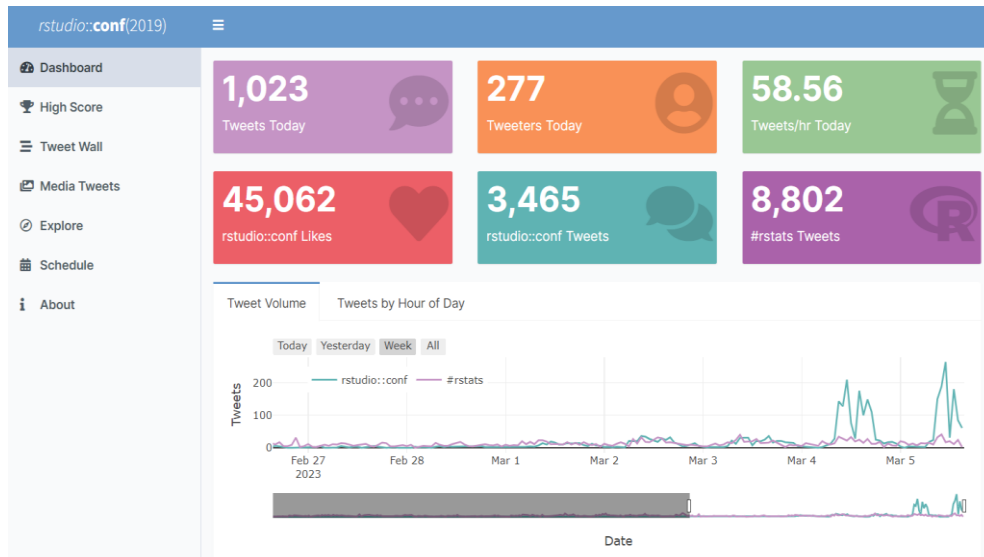 rstudio::conf(2019)
Dashboard
High Score
Tweet Wall
Media Tweets
Explore
Schedule
About
1,023
Tweets Today
277
Tweeters Today
58.56
Tweets/hr Today
45,062
rstudio::conf Likes
3,465
rstudio::conf Tweets
8,802
#rstats Tweets
R
Tweet Volume
Tweets by Hour of Day
Today Yesterday Week All
rstudio::conf #rstats
Tweets
200
100
0
Feb 27 Feb 28 Mar 1 Mar 2 Mar 3 Mar 4 Mar 5
2023
Date